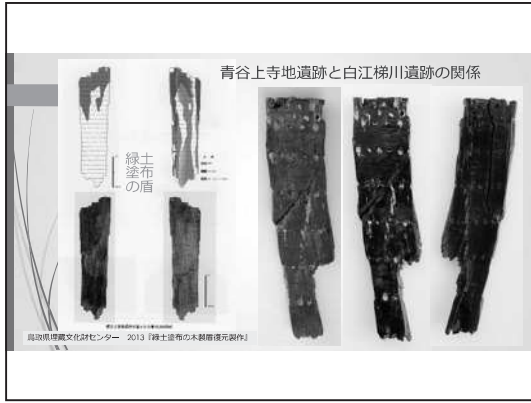 青谷上寺地遺跡と白江梯川遺跡の関係
緑土
塗布
の盾
鳥取県埋蔵文化財センター　2013『緑土塗布の木製盾復元製作』